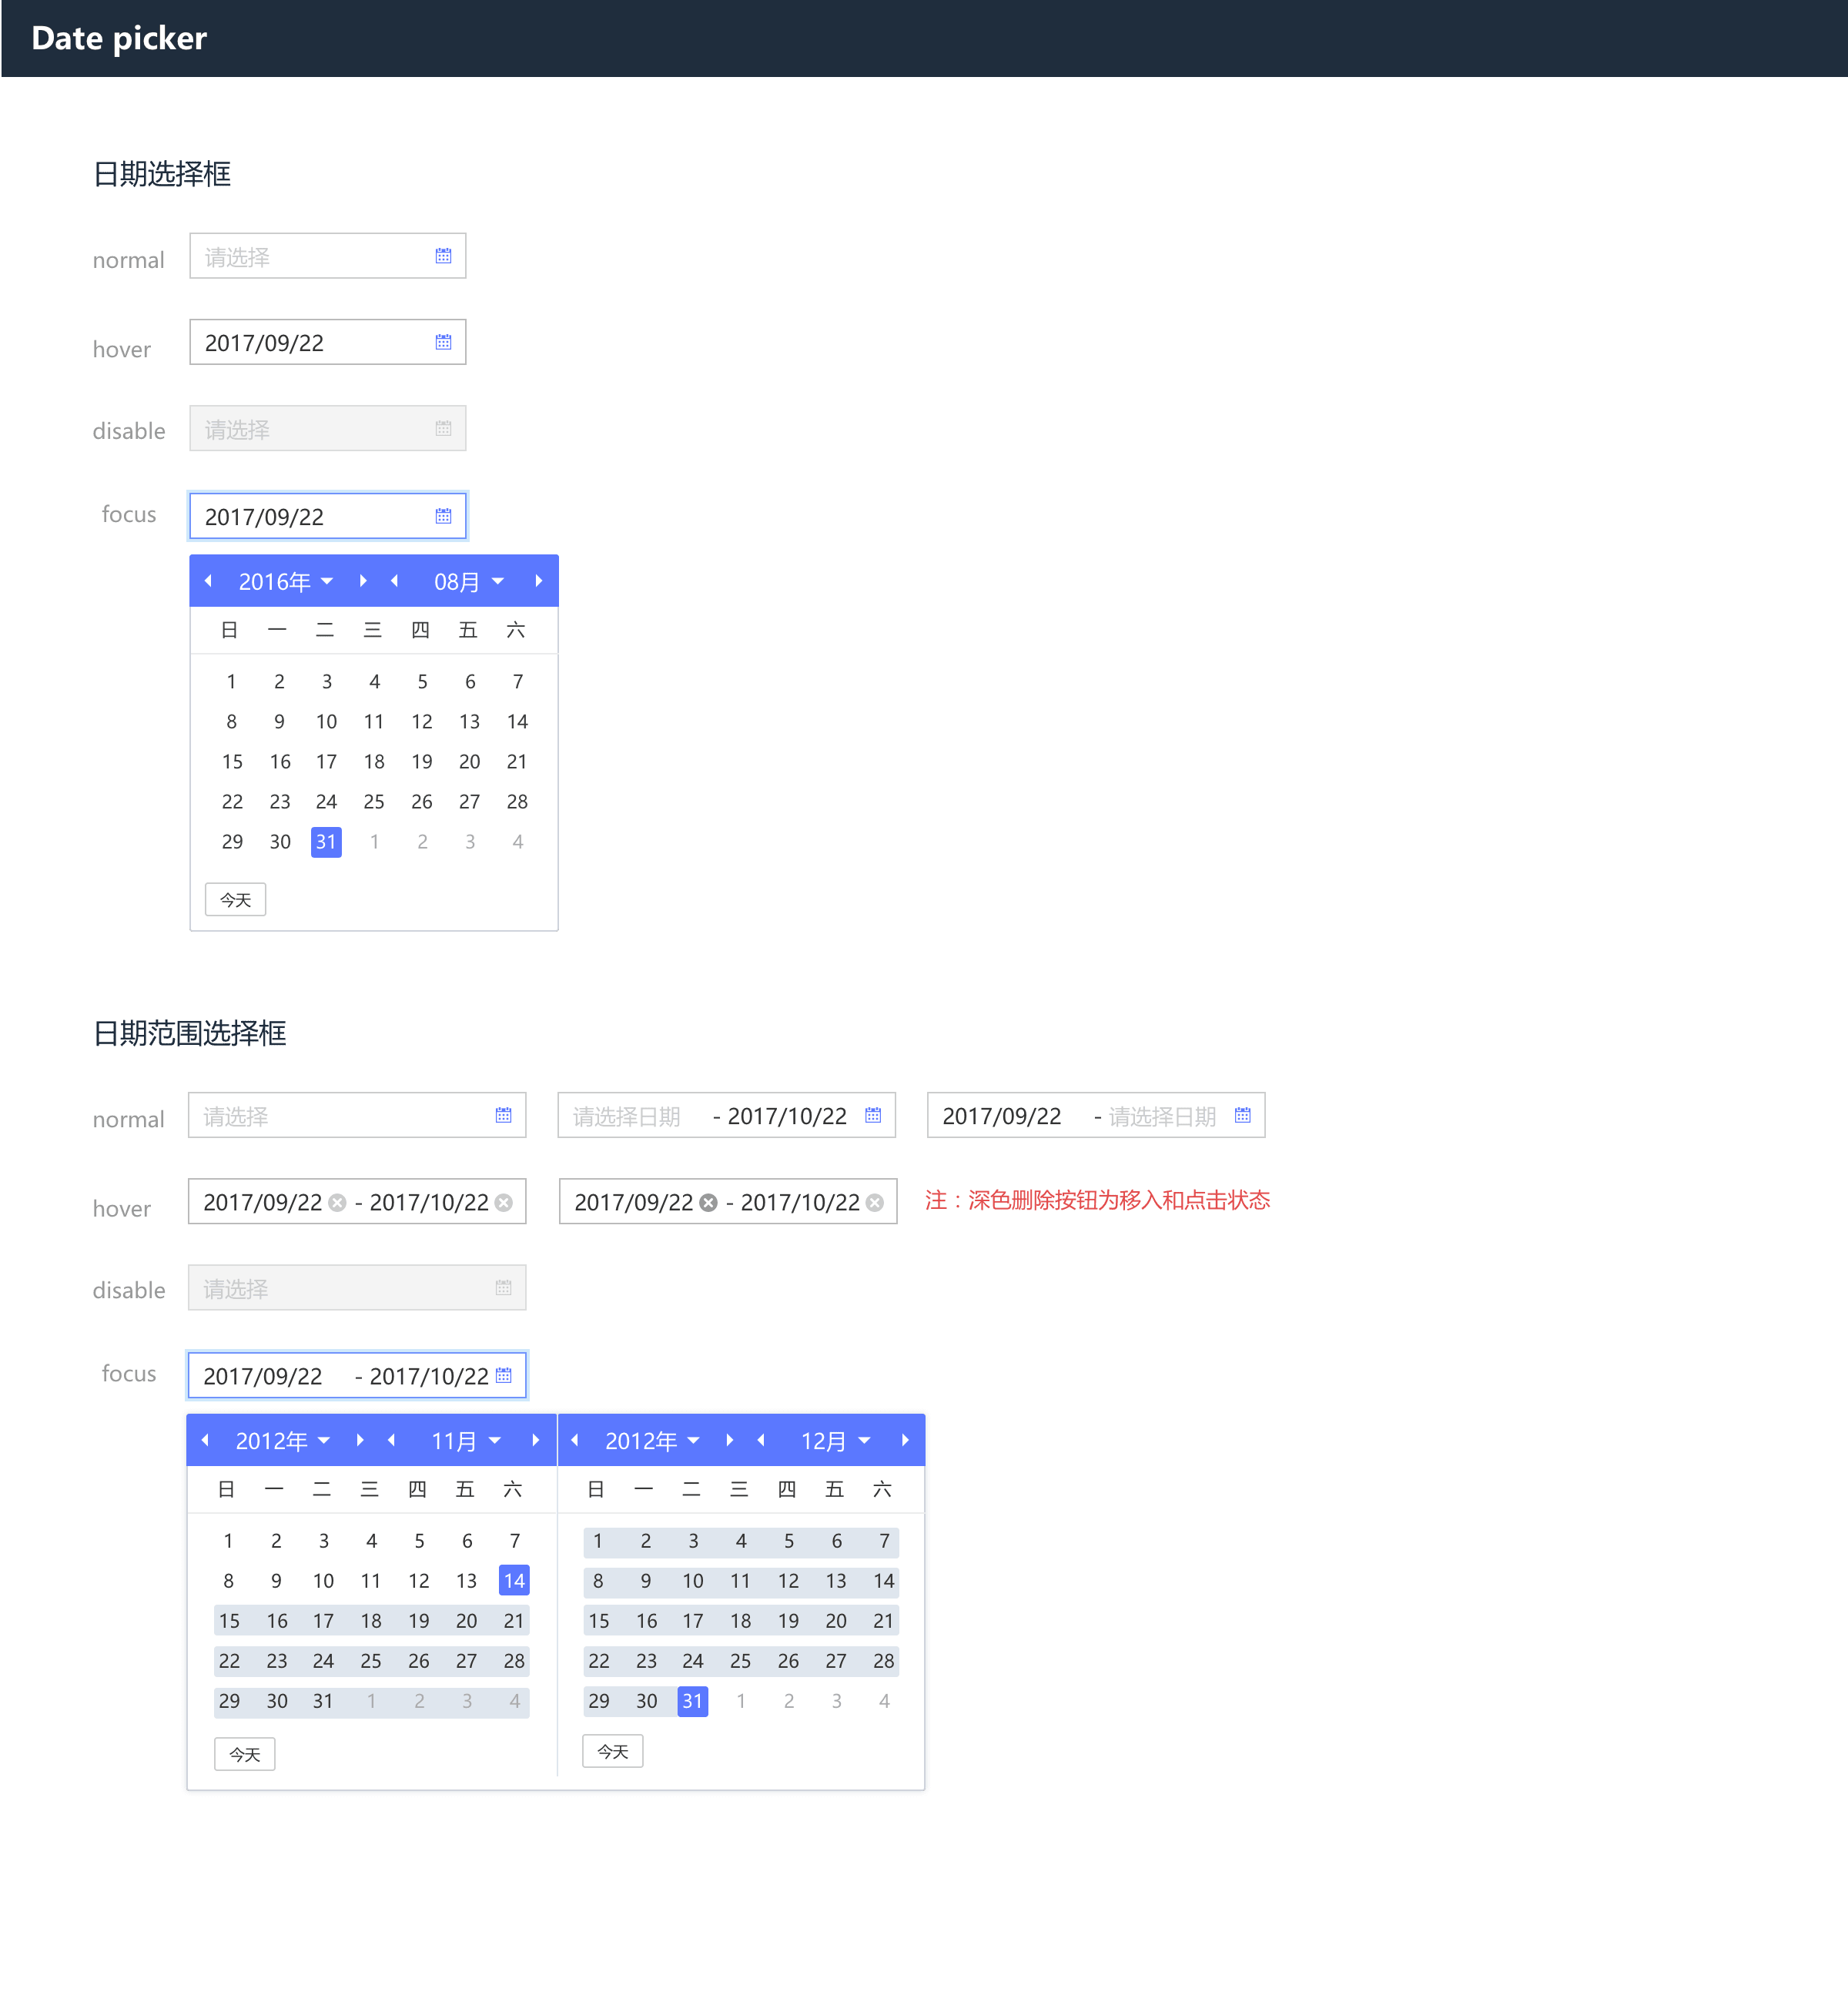 Date picker
日期选择框
normal 请选择
hover 2017/09/22
disable 请选择
focus 2017/09/22
2016年 08月
日 一 二 三 四 五 六
1 2 3 4 5 6 7
8 9 10 11 12 13 14
15 16 17 18 19 20 21
22 23 24 25 26 27 28
29 30 31 1 2 3 4
今天
日期范围选择框
normal 请选择 请选择日期 - 2017/10/22 2017/09/22 - 请选择日期
hover 2017/09/22 - 2017/10/22 2017/09/22 - 2017/10/22 注：深色删除按钮为移入和点击状态
disable 请选择
focus 2017/09/22 - 2017/10/22
2012年 11月 2012年 12月
日 一 二 三 四 五 六 日 一 二 三 四 五 六
1 2 3 4 5 6 7 1 2 3 4 5 6 7
8 9 10 11 12 13 14 8 9 10 11 12 13 14
15 16 17 18 19 20 21 15 16 17 18 19 20 21
22 23 24 25 26 27 28 22 23 24 25 26 27 28
29 30 31 1 2 3 4 29 30 31 1 2 3 4
今天 今天